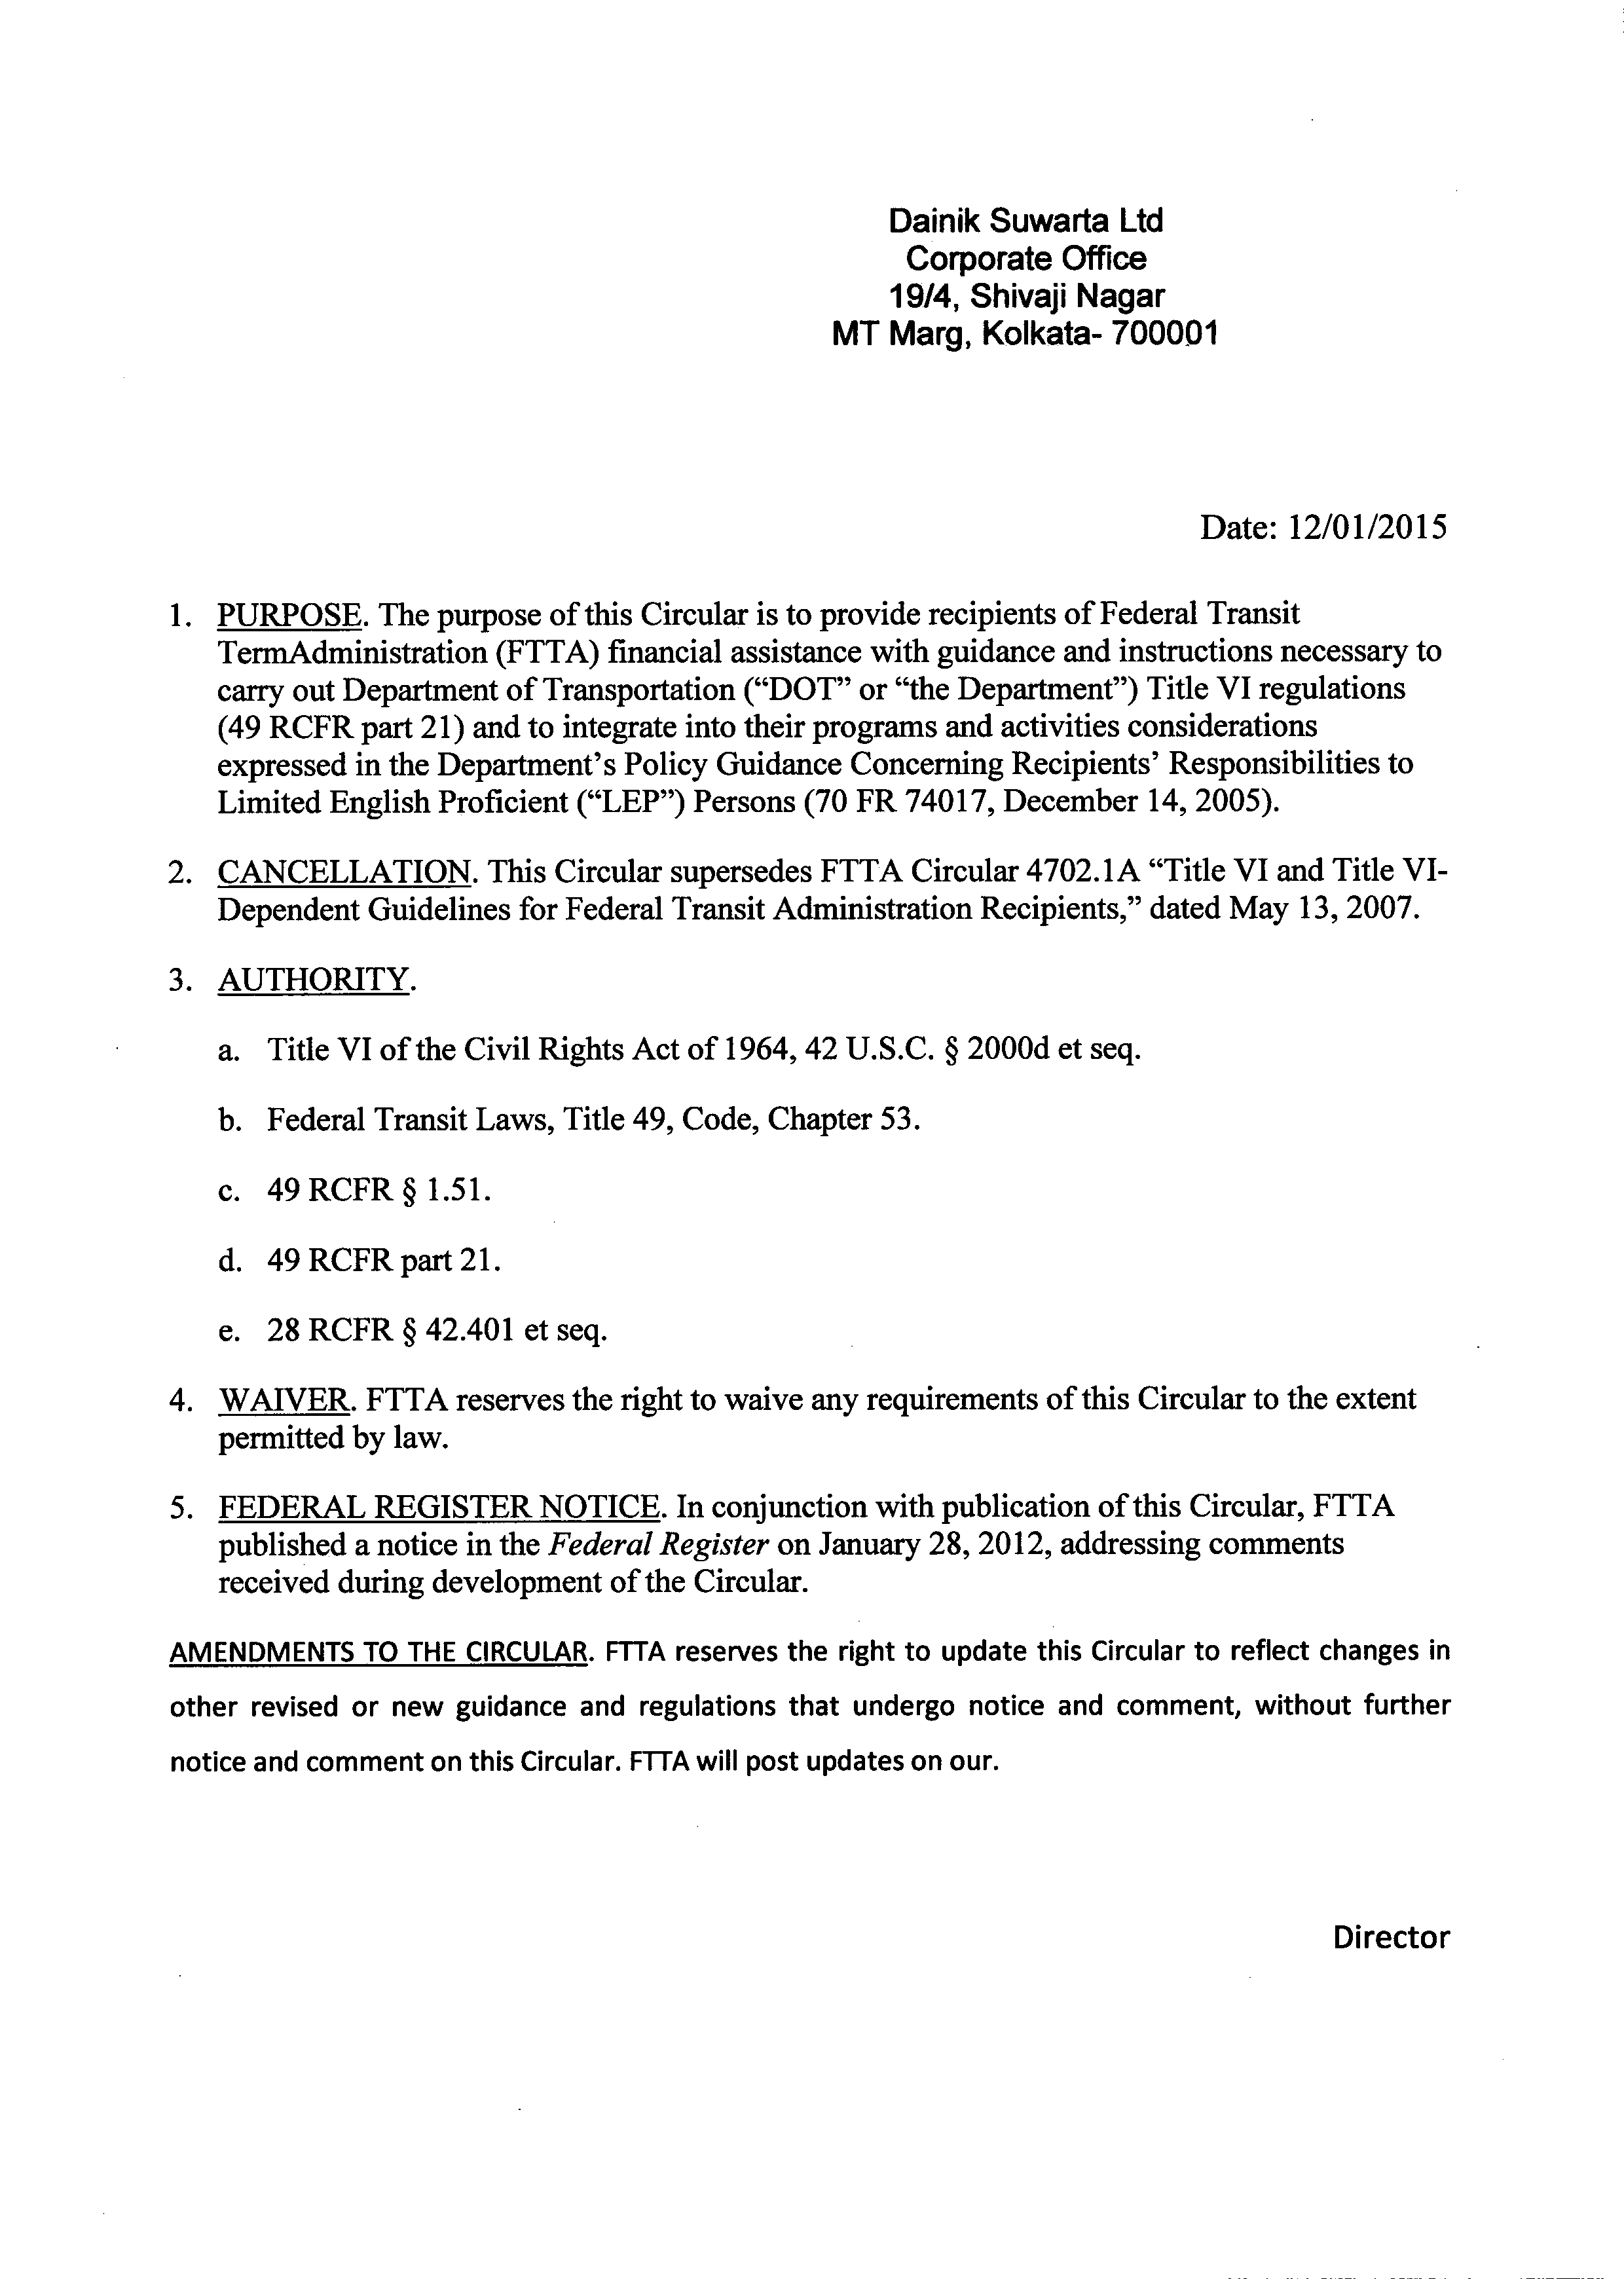 Dainik Suwarta Ltd
Corporate Office
19/4, Shivaji Nagar
MT Marg, Kolkata- 700001
Date: 12/01/2015
1. PURPOSE. The purpose of this Circular is to provide recipients of Federal Transit
TermAdministration (FTTA) financial assistance with guidance and instructions necessary to
carry out Department of Transportation (“DOT” or “the Department”) Title VI regulations
(49 RCFR part 21) and to integrate into their programs and activities considerations
expressed in the Department’s Policy Guidance Concerning Recipients’ Responsibilities to
Limited English Proficient (“LEP”) Persons (70 FR 74017, December 14, 2005).
2. CANCELLATION. This Circular supersedes FTTA Circular 4702.1A “Title VI and Title VI-
Dependent Guidelines for Federal Transit Administration Recipients,” dated May 13, 2007.
3. AUTHORITY.
a. Title VI of the Civil Rights Act of 1964, 42 U.S.C. § 2000d et seq.
b. Federal Transit Laws, Title 49, Code, Chapter 53.
c. 49 RCFR § 1.51.
d. 49 RCFR part 21.
e. 28 RCFR § 42.401 et seq.
4. WAIVER. FTTA reserves the right to waive any requirements of this Circular to the extent
permitted by law.
5. FEDERAL REGISTER NOTICE. In conjunction with publication of this Circular, FTTA
published a notice in the Federal Register on January 28, 2012, addressing comments
received during development of the Circular.
AMENDMENTS TO THE CIRCULAR. FTTA reserves the right to update this Circular to reflect changes in
other revised or new guidance and regulations that undergo notice and comment, without further
notice and comment on this Circular. FTTA will post updates on our.
Director